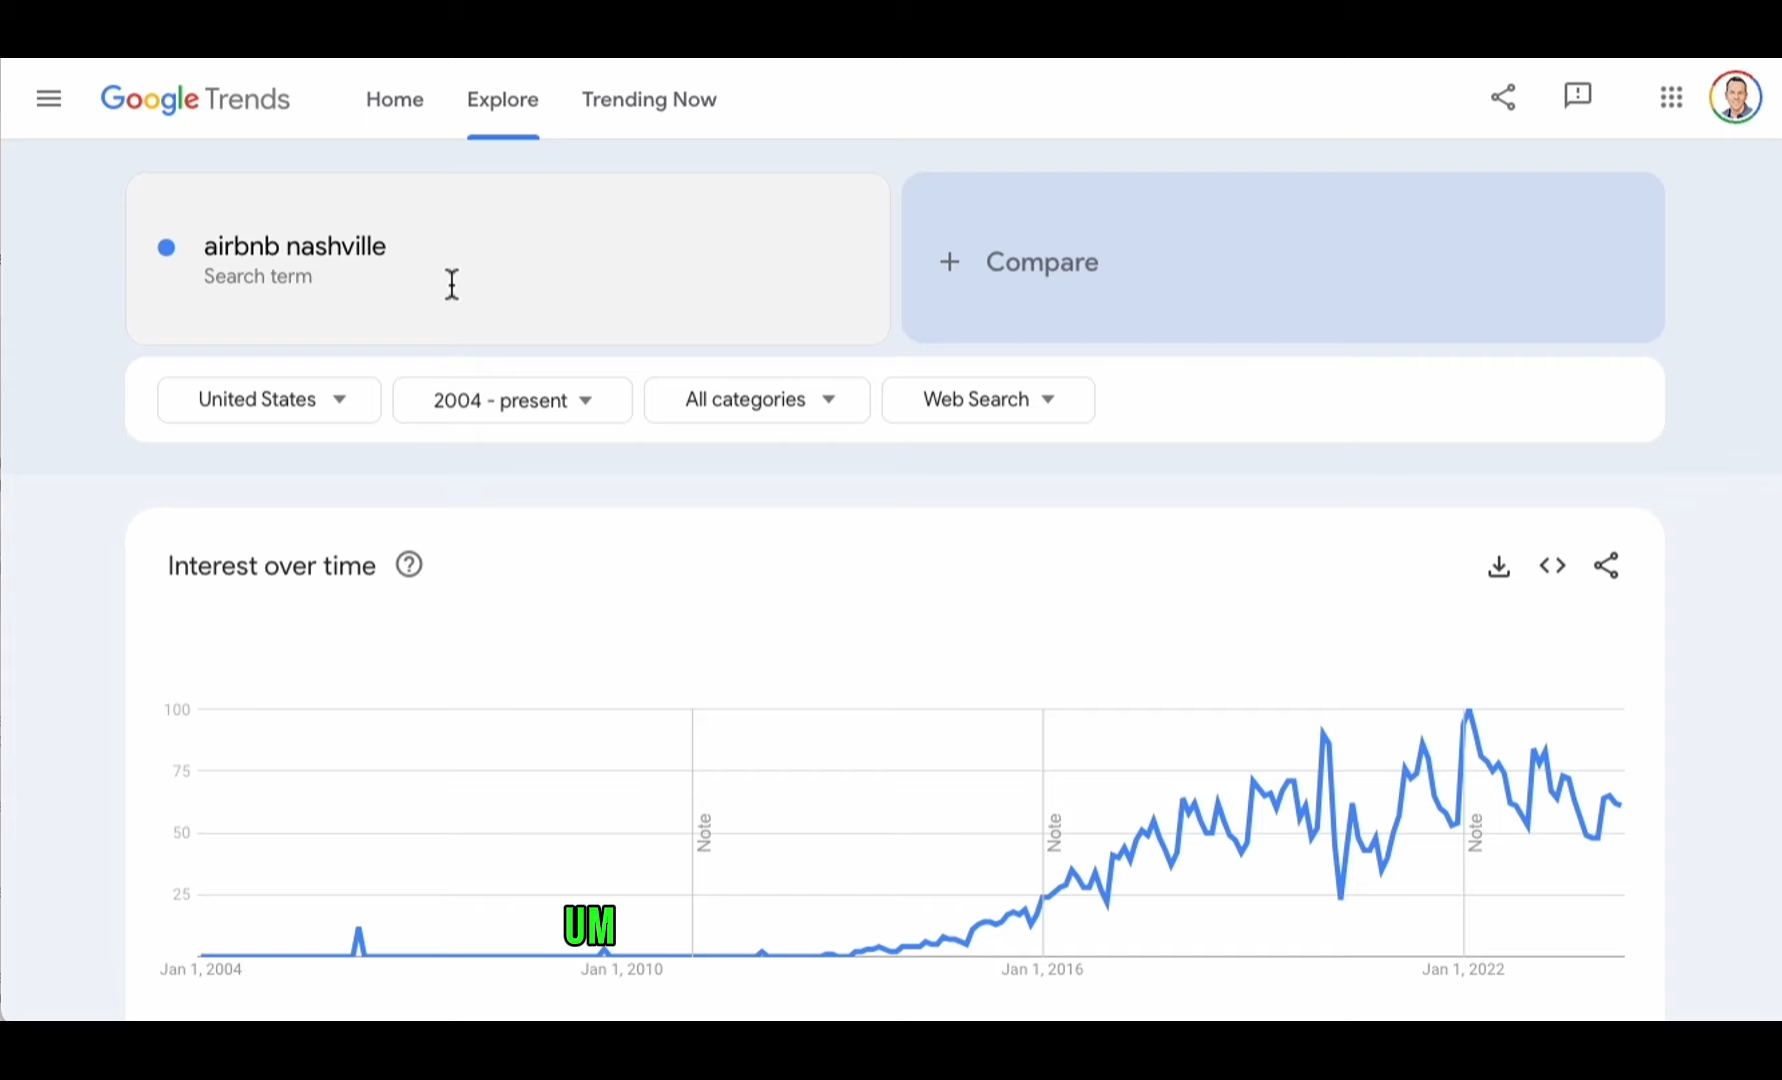 Google Trends
Home
Explore
Trending Now
airbnb nashville
Search term
+ Compare
United States
2004 - present
All categories
Web Search
Interest over time
100
75
50
25
Note
Note
Note
UM
Jan 1, 2004
Jan 1, 2010
Jan 1, 2016
Jan 1, 2022